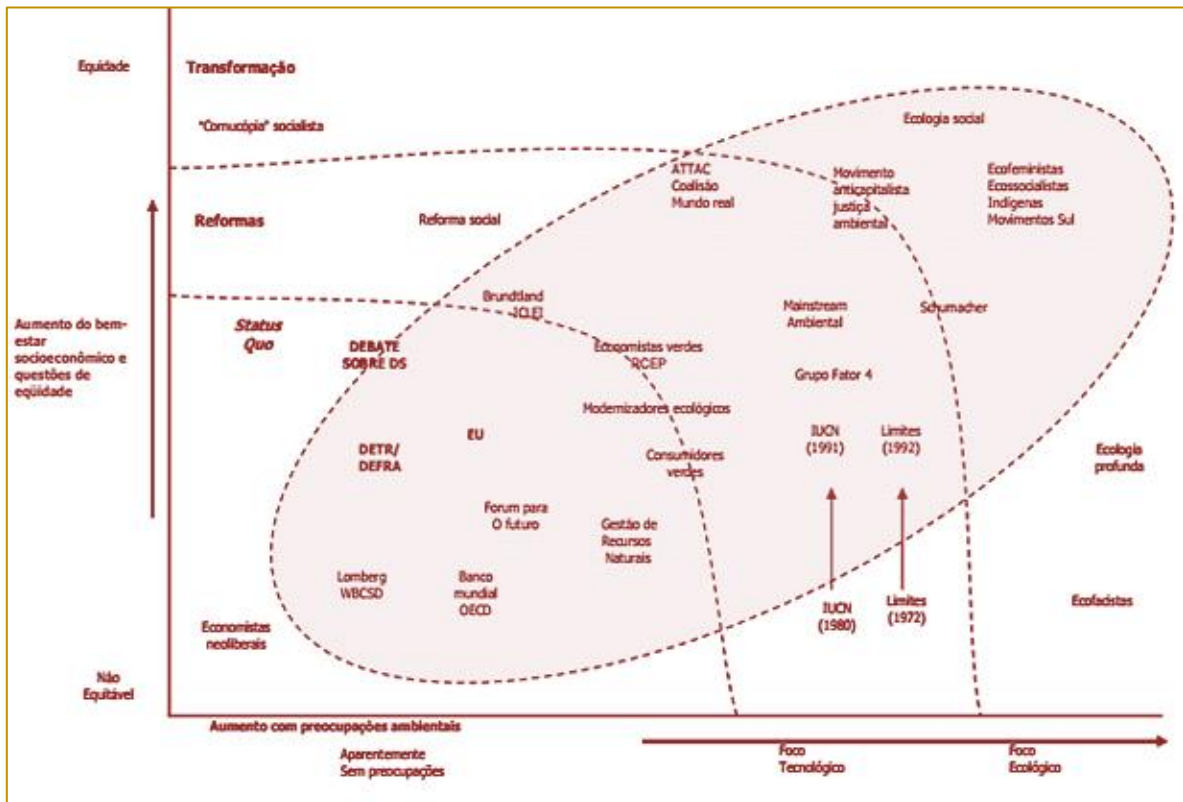 Equidade
Transformação
"Cornucópia" socialista
Ecologia social
ATTAC
Coalisão
Mundo real
Movimento
anticapitalista
justiça
ambiental
Ecofeministas
Ecossocialistas
Indígenas
Movimentos Sul
Reformas
Reforma social
Aumento do bem-
estar
socioeconômico e
questões de
eqüidade
Status
Quo
Brundtland
ICLEI
DEBATE
SOBRE DS
Economistas verdes
RCEP
Mainstream
Ambiental
Schumacher
Grupo Fator 4
Modernizadores ecológicos
DETR/
DEFRA
EU
Consumidores
verdes
IUCN
(1991)
Limites
(1992)
Ecologia
profunda
Forum para
O futuro
Gestão de
Recursos
Naturais
Lomberg
WBCSD
Banco
mundial
OECD
IUCN
(1980)
Limites
(1972)
Ecofacistas
Economistas
neoliberais
Não
Equitável
Aumento com preocupações ambientais
Aparentemente
Sem preocupações
Foco
Tecnológico
Foco
Ecológico